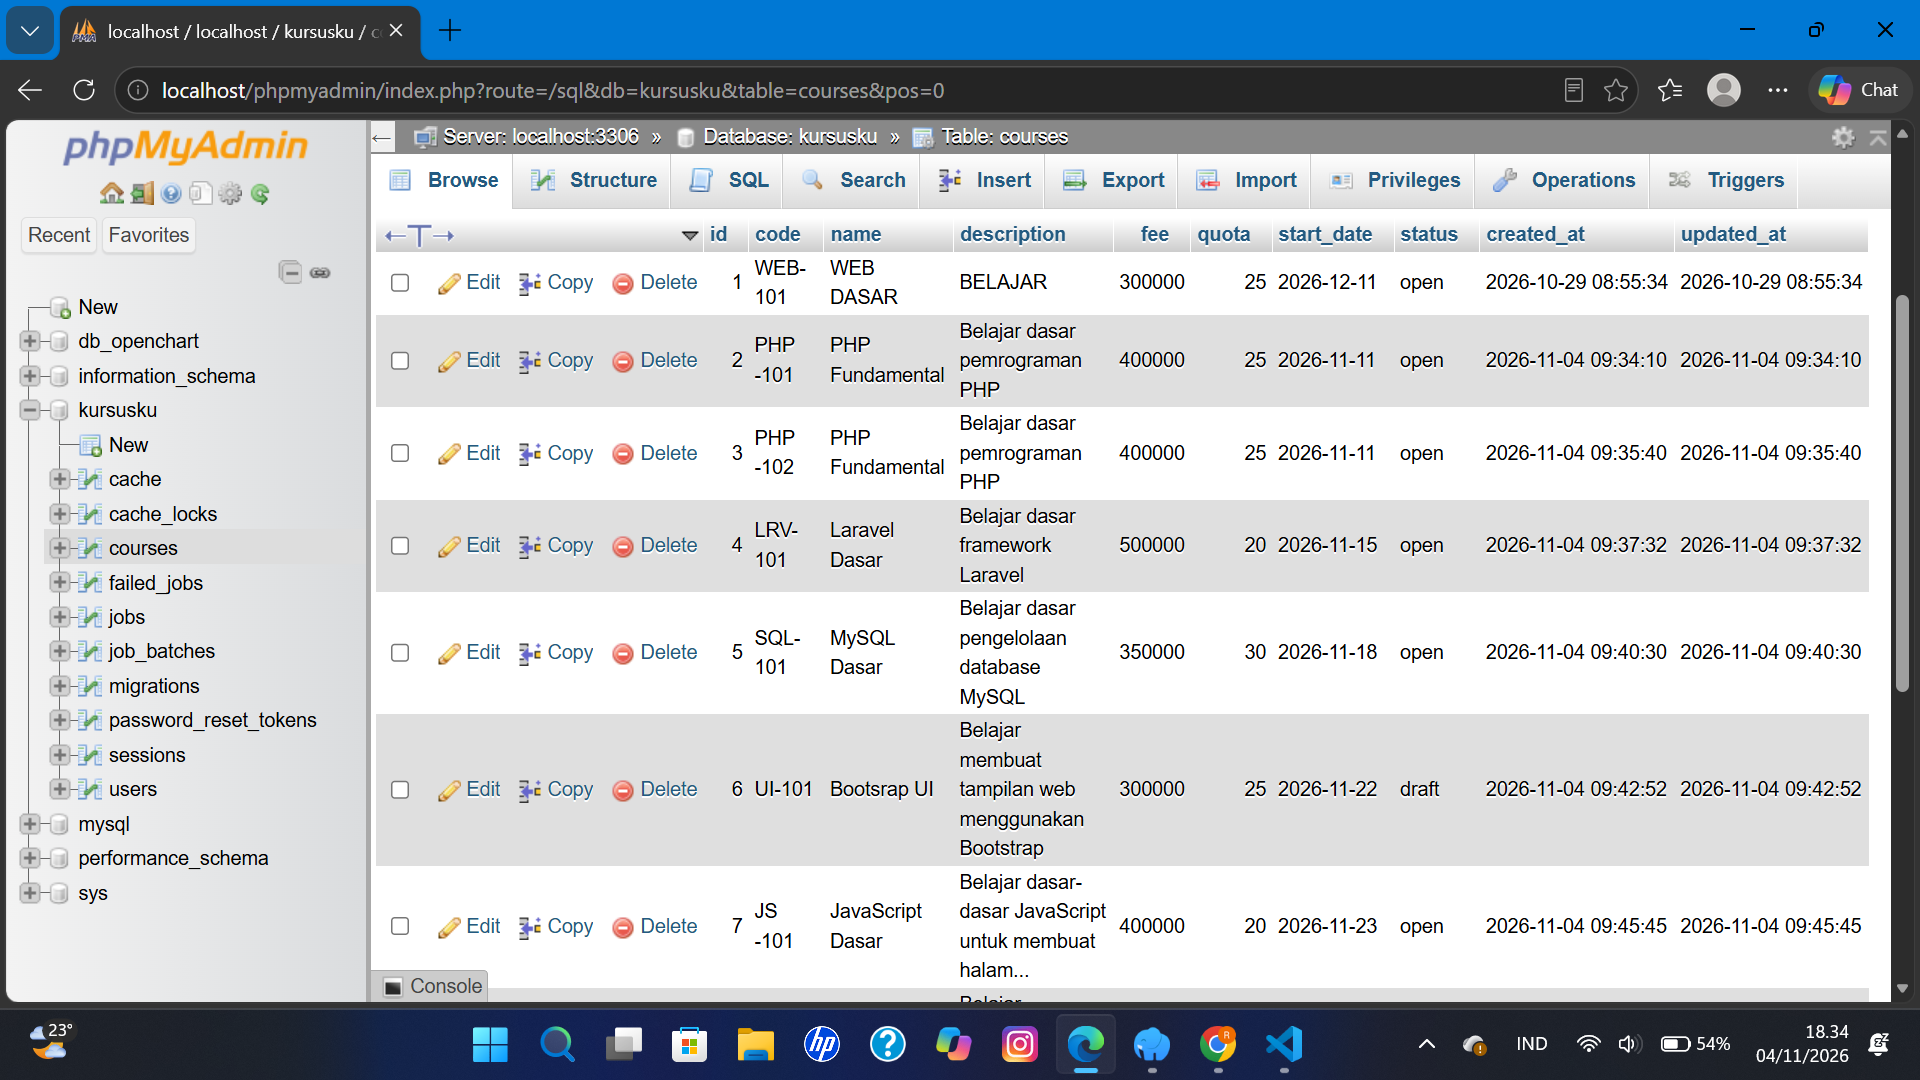 localhost / localhost / kursusku / c
localhost/phpmyadmin/index.php?route=/sql&db=kursusku&table=courses&pos=0
Chat
phpMyAdmin
Recent Favorites
New
db_openchart
information_schema
kursusku
New
cache
cache_locks
courses
failed_jobs
jobs
job_batches
migrations
password_reset_tokens
sessions
users
mysql
performance_schema
sys
Server: localhost:3306 » Database: kursusku » Table: courses
Browse Structure SQL Search Insert Export Import Privileges Operations Triggers
id code name description fee quota start_date status created_at updated_at
Edit Copy Delete 1 WEB-101 WEB DASAR BELAJAR 300000 25 2026-12-11 open 2026-10-29 08:55:34 2026-10-29 08:55:34
Edit Copy Delete 2 PHP -101 PHP Fundamental Belajar dasar pemrograman PHP 400000 25 2026-11-11 open 2026-11-04 09:34:10 2026-11-04 09:34:10
Edit Copy Delete 3 PHP -102 PHP Fundamental Belajar dasar pemrograman PHP 400000 25 2026-11-11 open 2026-11-04 09:35:40 2026-11-04 09:35:40
Edit Copy Delete 4 LRV-101 Laravel Dasar Belajar dasar framework Laravel 500000 20 2026-11-15 open 2026-11-04 09:37:32 2026-11-04 09:37:32
Edit Copy Delete 5 SQL-101 MySQL Dasar Belajar dasar pengelolaan database MySQL 350000 30 2026-11-18 open 2026-11-04 09:40:30 2026-11-04 09:40:30
Edit Copy Delete 6 UI-101 Bootsrap UI Belajar membuat tampilan web menggunakan Bootstrap 300000 25 2026-11-22 draft 2026-11-04 09:42:52 2026-11-04 09:42:52
Edit Copy Delete 7 JS -101 JavaScript Dasar Belajar dasar-dasar JavaScript untuk membuat halam... 400000 20 2026-11-23 open 2026-11-04 09:45:45 2026-11-04 09:45:45
Console
23°
IND
54%
18.34
04/11/2026